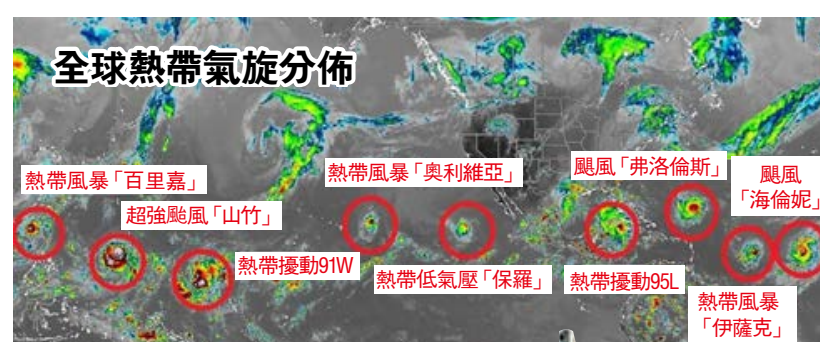 全球熱帶氣旋分佈
熱帶風暴「百里嘉」
超強颱風「山竹」
熱帶擾動91W
熱帶風暴「奧利維亞」
熱帶低氣壓「保羅」
颶風「弗洛倫斯」
熱帶擾動95L
颶風
「海倫妮」
熱帶風暴
「伊薩克」